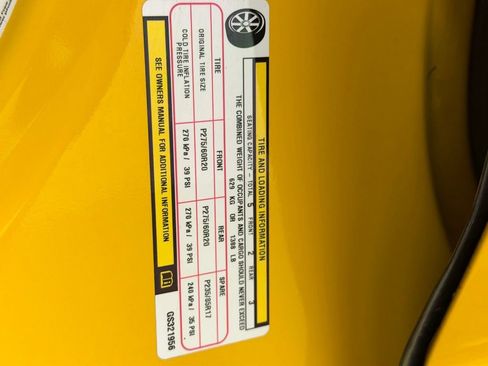 TIRE AND LOADING INFORMATION
SEATING CAPACITY - TOTAL 5 FRONT 2 REAR 3
THE COMBINED WEIGHT OF OCCUPANTS AND CARGO SHOULD NEVER EXCEED
629 KG OR 1388 LB
TIRE FRONT REAR SPARE
ORIGINAL TIRE SIZE P275/60R20 P275/60R20 P235/85R17
COLD TIRE INFLATION
PRESSURE 270 kPa / 39 PSI 270 kPa / 39 PSI 240 kPa / 35 PSI
SEE OWNERS MANUAL FOR ADDITIONAL INFORMATION
GS321956